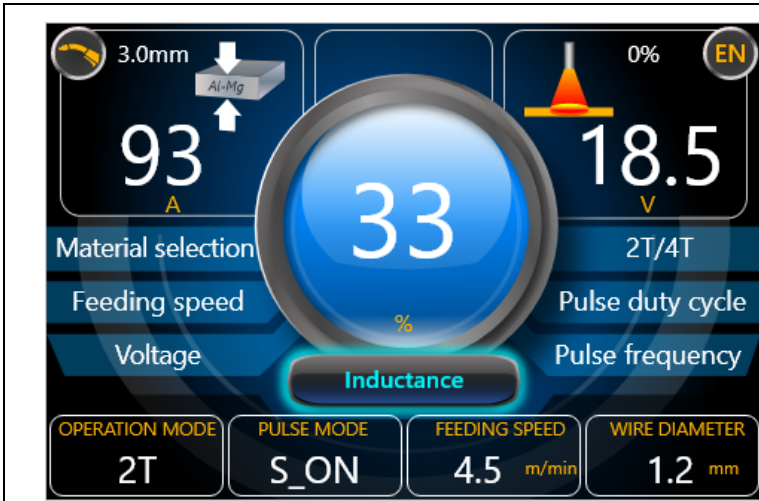 3.0mm
Al-Mg
93
A
0%
EN
18.5
V
33
%
Material selection
Feeding speed
Voltage
2T/4T
Pulse duty cycle
Pulse frequency
Inductance
OPERATION MODE
2T
PULSE MODE
S_ON
FEEDING SPEED
4.5 m/min
WIRE DIAMETER
1.2 mm